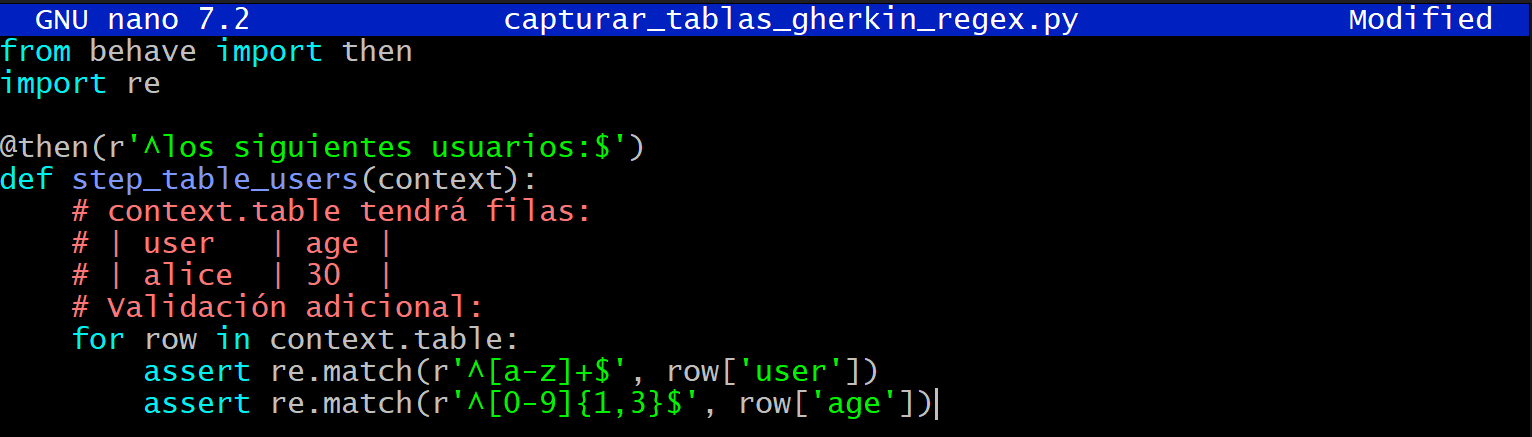 GNU nano 7.2 capturar_tablas_gherkin_regex.py Modified
from behave import then
import re

@then(r'^los siguientes usuarios:$')
def step_table_users(context):
    # context.table tendrá filas:
    # | user   | age |
    # | alice  | 30  |
    # Validación adicional:
    for row in context.table:
        assert re.match(r'^[a-z]+$', row['user'])
        assert re.match(r'^[0-9]{1,3}$', row['age'])